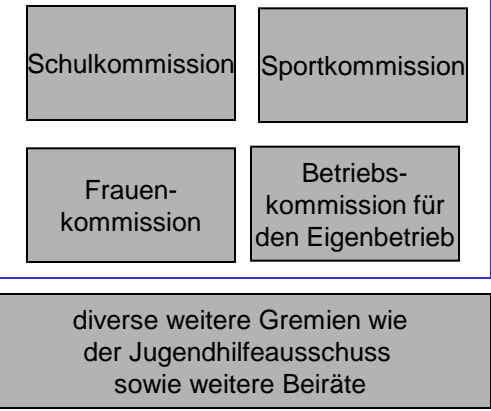 Schulkommission
Sportkommission
Frauen-
kommission
Betriebs-
kommission für
den Eigenbetrieb
diverse weitere Gremien wie
der Jugendhilfeausschuss
sowie weitere Beiräte